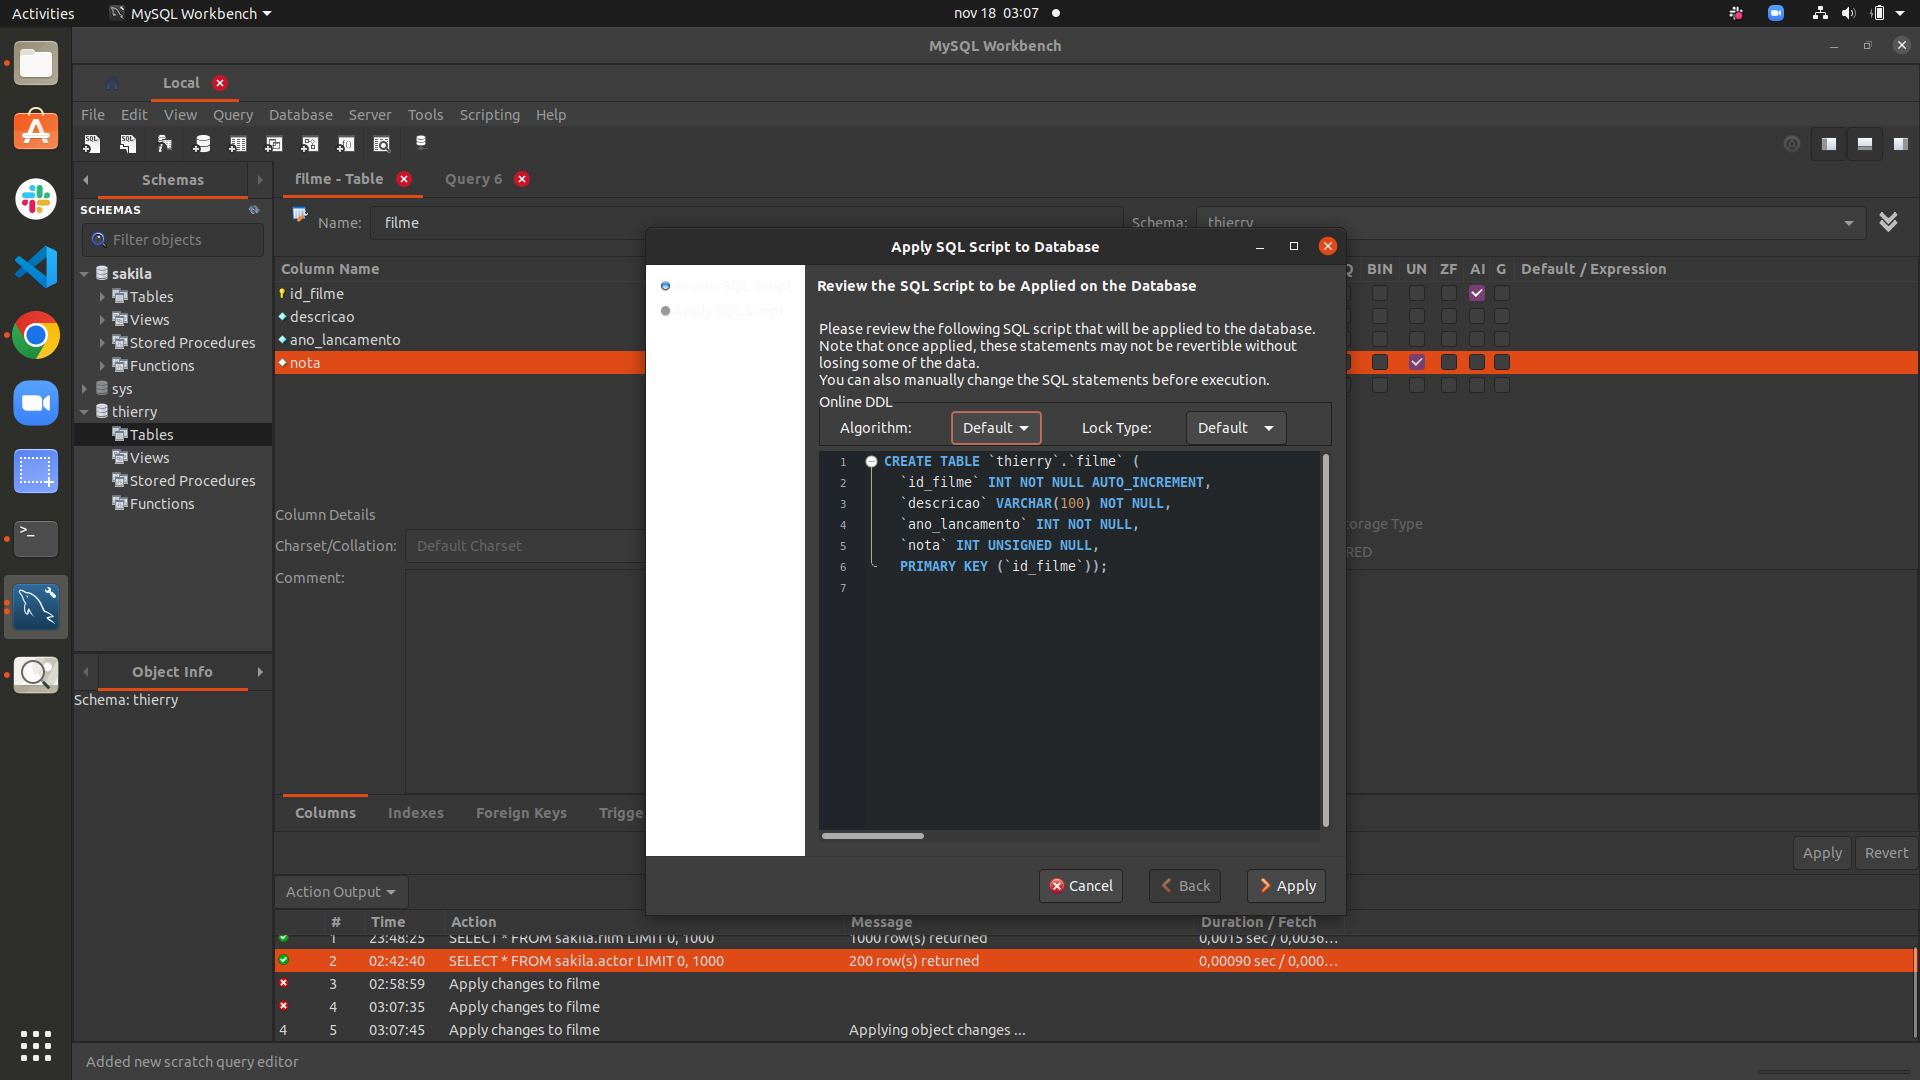 Activities MySQL Workbench nov 18 03:07
MySQL Workbench
Local
File Edit View Query Database Server Tools Scripting Help
Schemas
filme - Table Query 6
SCHEMAS
Name: filme Schema: thierry
Filter objects
sakila
Tables
Views
Stored Procedures
Functions
sys
thierry
Tables
Views
Stored Procedures
Functions
Object Info
Schema: thierry
Column Name
BIN UN ZF AI G Default / Expression
id_filme
descricao
ano_lancamento
nota
Column Details
Charset/Collation: Default Charset
Comment:
orage Type
RED
Apply SQL Script to Database
Review SQL Script
Apply SQL Script
Review the SQL Script to be Applied on the Database
Please review the following SQL script that will be applied to the database.
Note that once applied, these statements may not be revertible without
losing some of the data.
You can also manually change the SQL statements before execution.
Online DDL
Algorithm: Default Lock Type: Default
1 CREATE TABLE `thierry`.`filme` (
2 `id_filme` INT NOT NULL AUTO_INCREMENT,
3 `descricao` VARCHAR(100) NOT NULL,
4 `ano_lancamento` INT NOT NULL,
5 `nota` INT UNSIGNED NULL,
6 PRIMARY KEY (`id_filme`));
7
Cancel Back Apply
Columns Indexes Foreign Keys Trigge
Apply Revert
Action Output
# Time Action Message Duration / Fetch
1 23:48:25 SELECT * FROM sakila.film LIMIT 0, 1000 1000 row(s) returned 0,0015 sec / 0,0036...
2 02:42:40 SELECT * FROM sakila.actor LIMIT 0, 1000 200 row(s) returned 0,00090 sec / 0,000...
3 02:58:59 Apply changes to filme
4 03:07:35 Apply changes to filme
4 5 03:07:45 Apply changes to filme Applying object changes ...
Added new scratch query editor